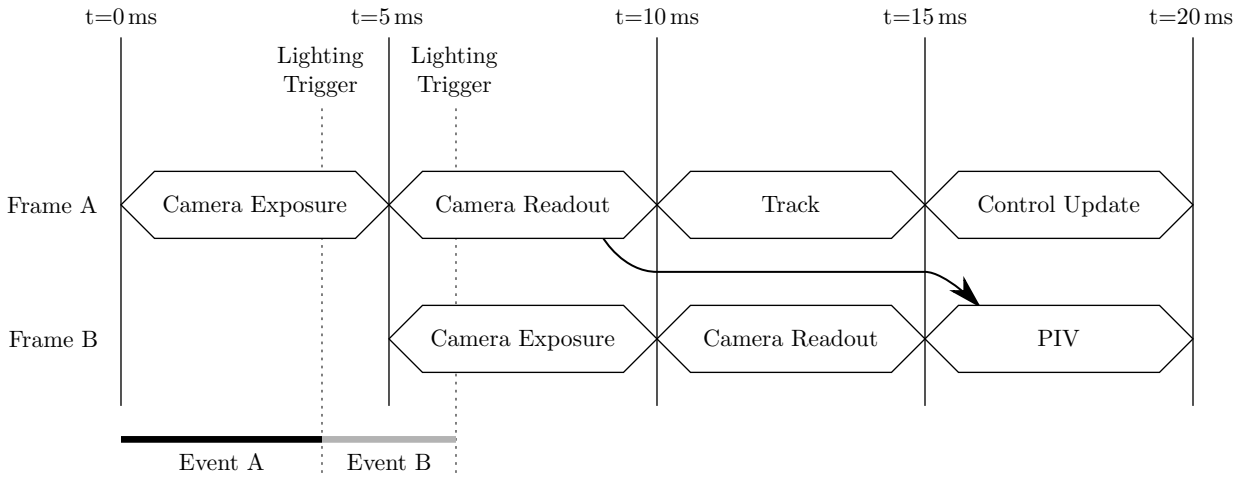 t=0 ms
t=5 ms
t=10 ms
t=15 ms
t=20 ms
Lighting
Trigger
Lighting
Trigger
Frame A
Camera Exposure
Camera Readout
Track
Control Update
Frame B
Camera Exposure
Camera Readout
PIV
Event A
Event B